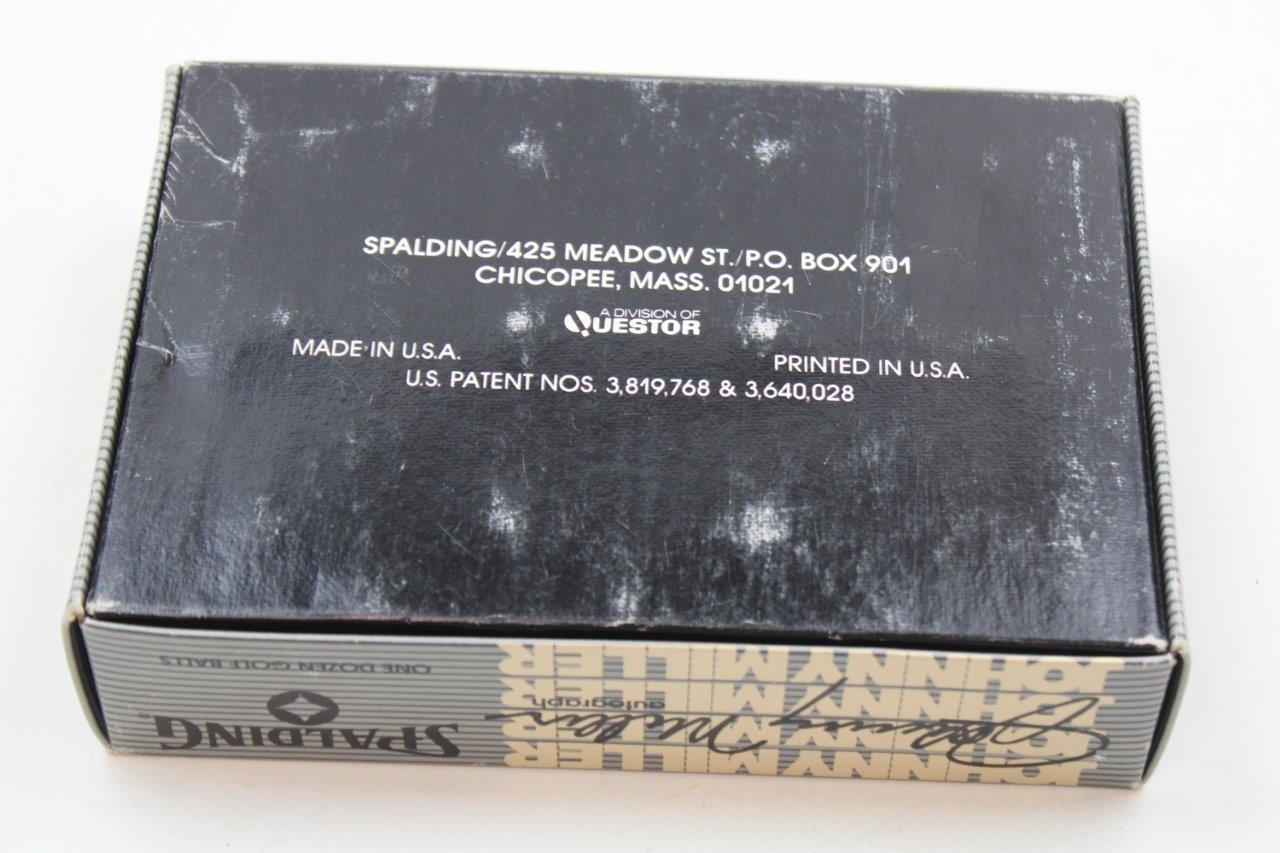 SPALDING/425 MEADOW ST./P.O. BOX 901
CHICOPEE, MASS. 01021
A DIVISION OF
QUESTOR
MADE IN U.S.A.
PRINTED IN U.S.A.
U.S. PATENT NOS. 3,819,768 & 3,640,028
SPALDING®
ONE DOZEN GOLF BALLS
JOHNNY MILLER
JOHNNY MILLER
JOHNNY MILLER
Johnny Miller
autograph